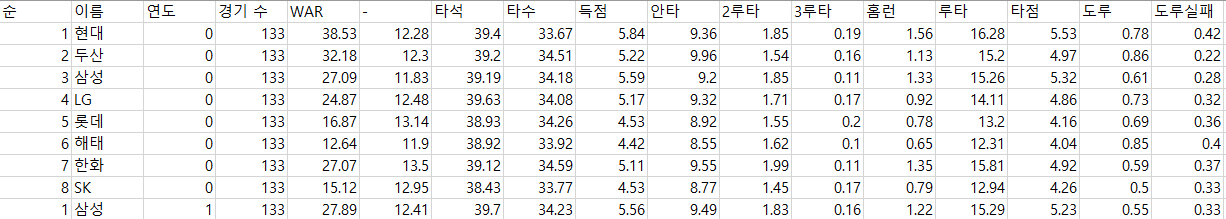 순 이름 연도 경기 수 WAR - 타석 타수 득점 안타 2루타 3루타 홈런 루타 타점 도루 도루실패
1 현대 0 133 38.53 12.28 39.4 33.67 5.84 9.36 1.85 0.19 1.56 16.28 5.53 0.78 0.42
2 두산 0 133 32.18 12.3 39.2 34.51 5.22 9.96 1.54 0.16 1.13 15.2 4.97 0.86 0.22
3 삼성 0 133 27.09 11.83 39.19 34.18 5.59 9.2 1.85 0.11 1.33 15.26 5.32 0.61 0.28
4 LG 0 133 24.87 12.48 39.63 34.08 5.17 9.32 1.71 0.17 0.92 14.11 4.86 0.73 0.32
5 롯데 0 133 16.87 13.14 38.93 34.26 4.53 8.92 1.55 0.2 0.78 13.2 4.16 0.69 0.36
6 해태 0 133 12.64 11.9 38.92 33.92 4.42 8.55 1.62 0.1 0.65 12.31 4.04 0.85 0.4
7 한화 0 133 27.07 13.5 39.12 34.59 5.11 9.55 1.99 0.11 1.35 15.81 4.92 0.59 0.37
8 SK 0 133 15.12 12.95 38.43 33.77 4.53 8.77 1.45 0.17 0.79 12.94 4.26 0.5 0.33
1 삼성 1 133 27.89 12.41 39.7 34.23 5.56 9.49 1.83 0.16 1.22 15.29 5.23 0.55 0.33